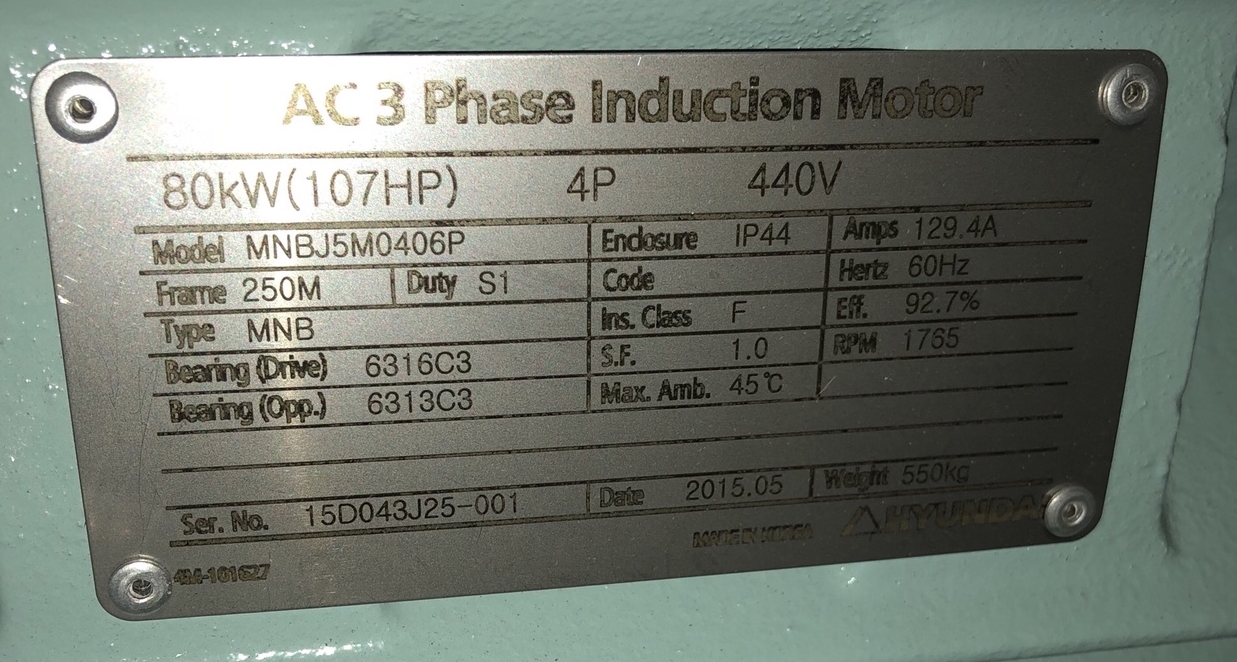 AC 3 Phase Induction Motor
80kW(107HP) 4P 440V
Model MNBJ5M0406P Enclosure IP44 Amps 129.4A
Frame 250M Duty S1 Code Hertz 60Hz
Type MNB Ins. Class F Eff. 92.7%
Bearing (Drive) 6316C3 S.F. 1.0 RPM 1765
Bearing (Opp.) 6313C3 Max. Amb. 45℃
Ser. No. 15D043J25-001 Date 2015.05 Weight 550kg
MADE IN KOREA HYUNDAI
4M-101627